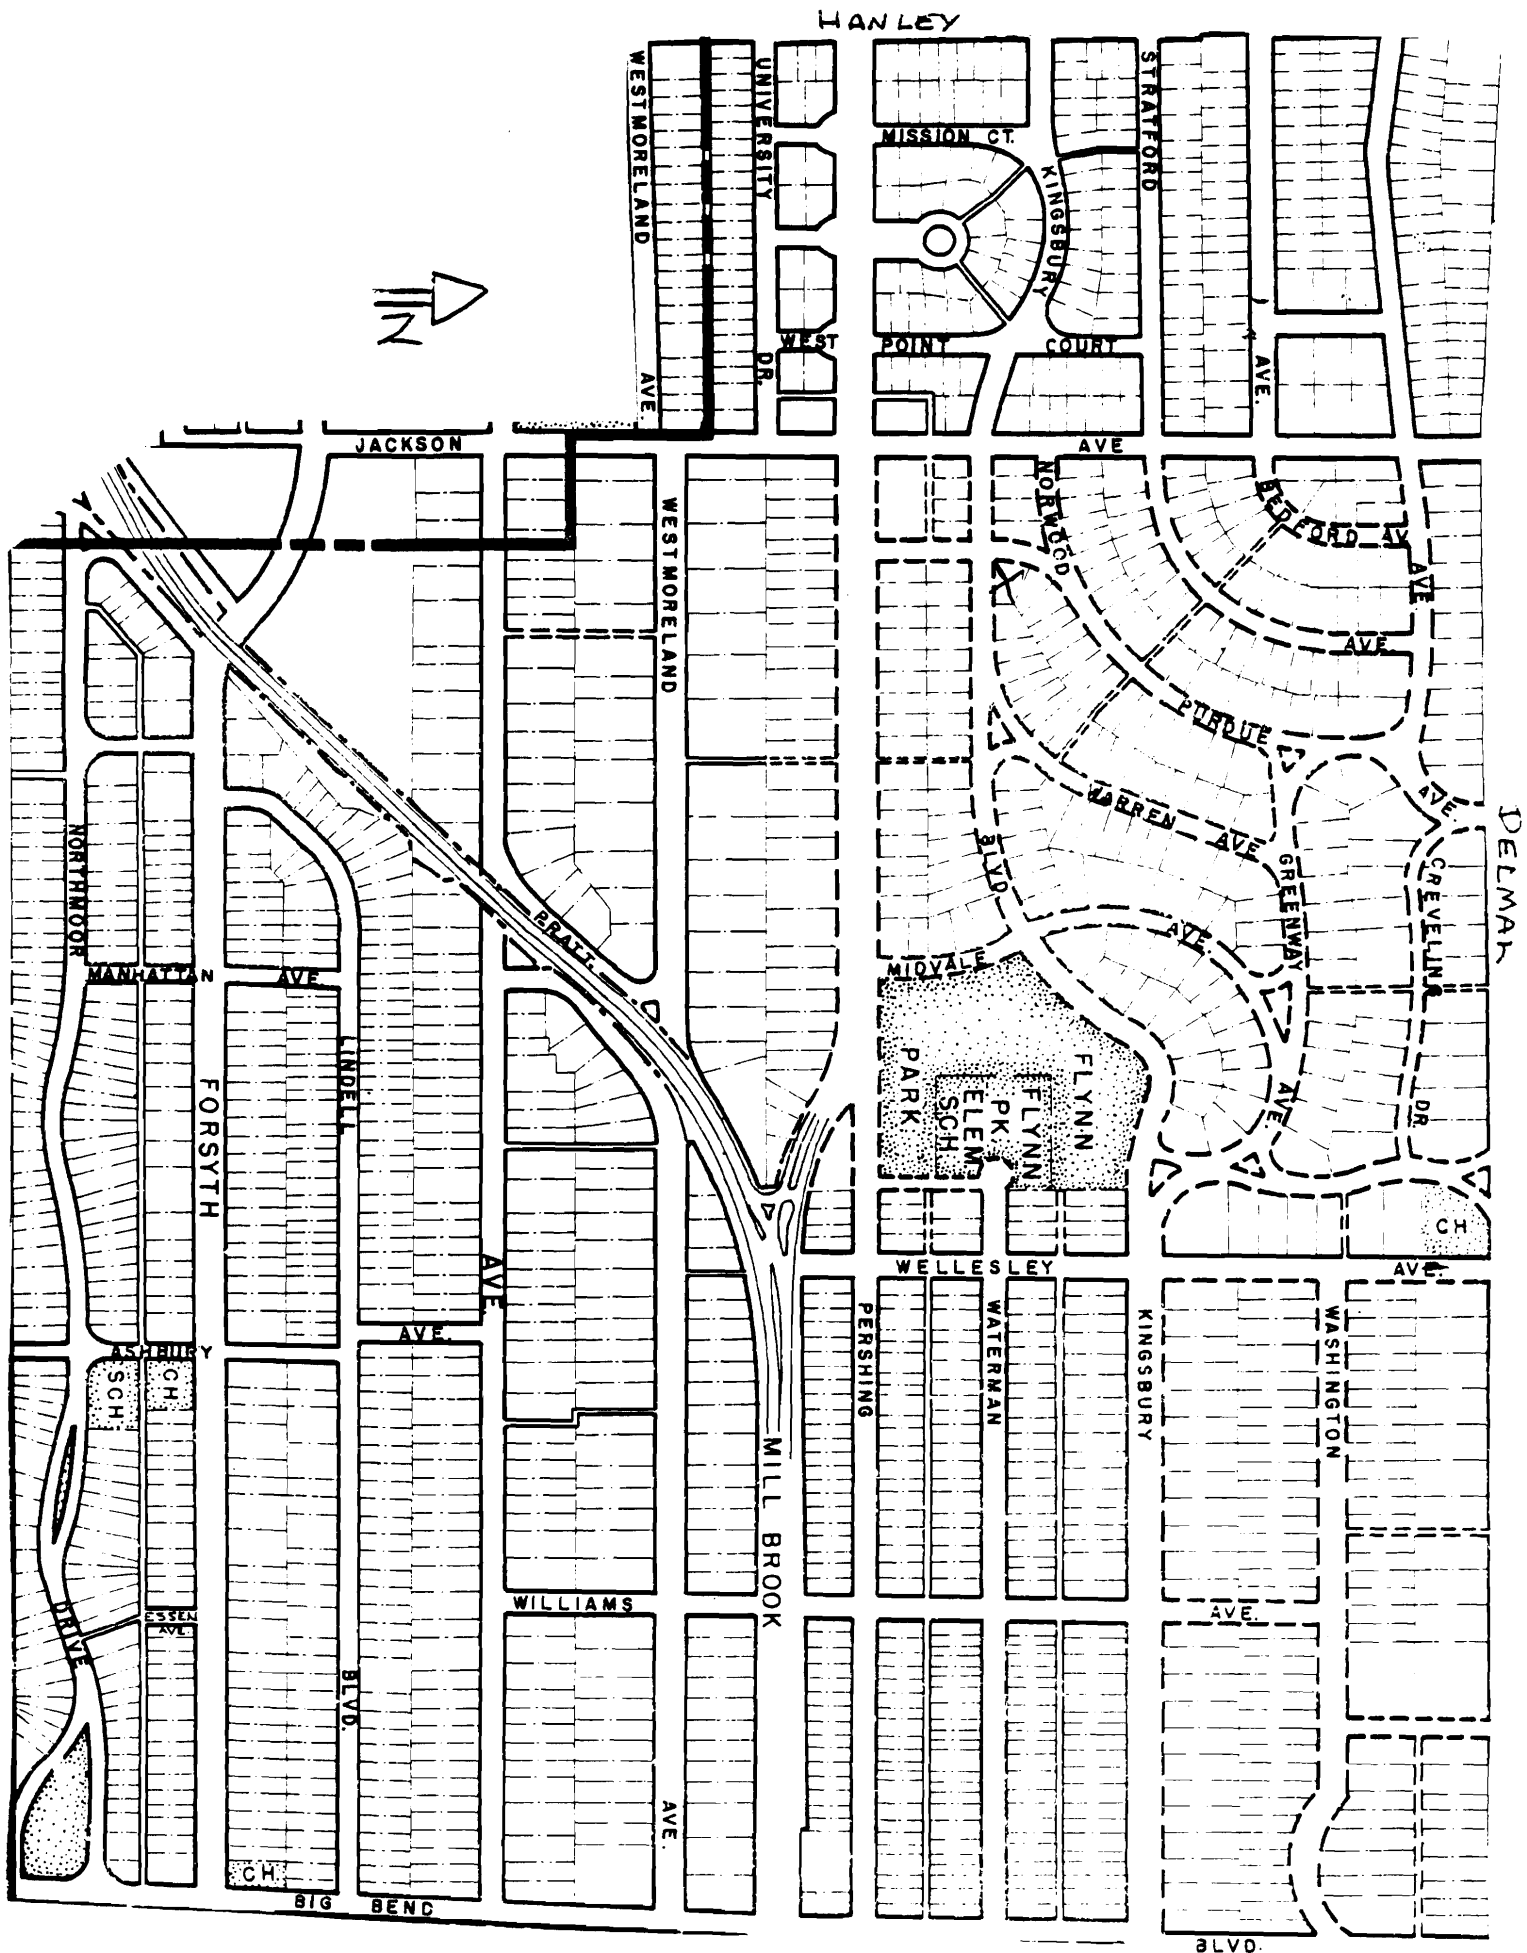 HANLEY
WESTMORELAND
UNIVERSITY
STRATFORD
MISSION CT.
KINGSBURY
N
WEST POINT COURT
DR.
AVE
AVE.
JACKSON
AVE
NORWOOD
BEDFORD AV
WESTMORELAND
AVE
AVE.
PURDUE
WARREN AVE
AVE.
DELMAR
NORTHMOOR
BLVD
GREENWAY
CREVELING
PRATT.
AVE
MIDVALE
MANHATTAN AVE.
LINDELL
FORSYTH
PARK
FLYNN
FLYNN
PK.
ELEM
SCH.
AVE.
DR
CH
AVE
WELLESLEY
AVE.
PERSHING
WATERMAN
KINGSBURY
WASHINGTON
AVE.
ASHBURY
SCH.
CH
MILL BROOK
DRIVE
ESSEN
AVE.
WILLIAMS
AVE.
BLVD.
AVE.
CH.
BIG BEND
BLVD.